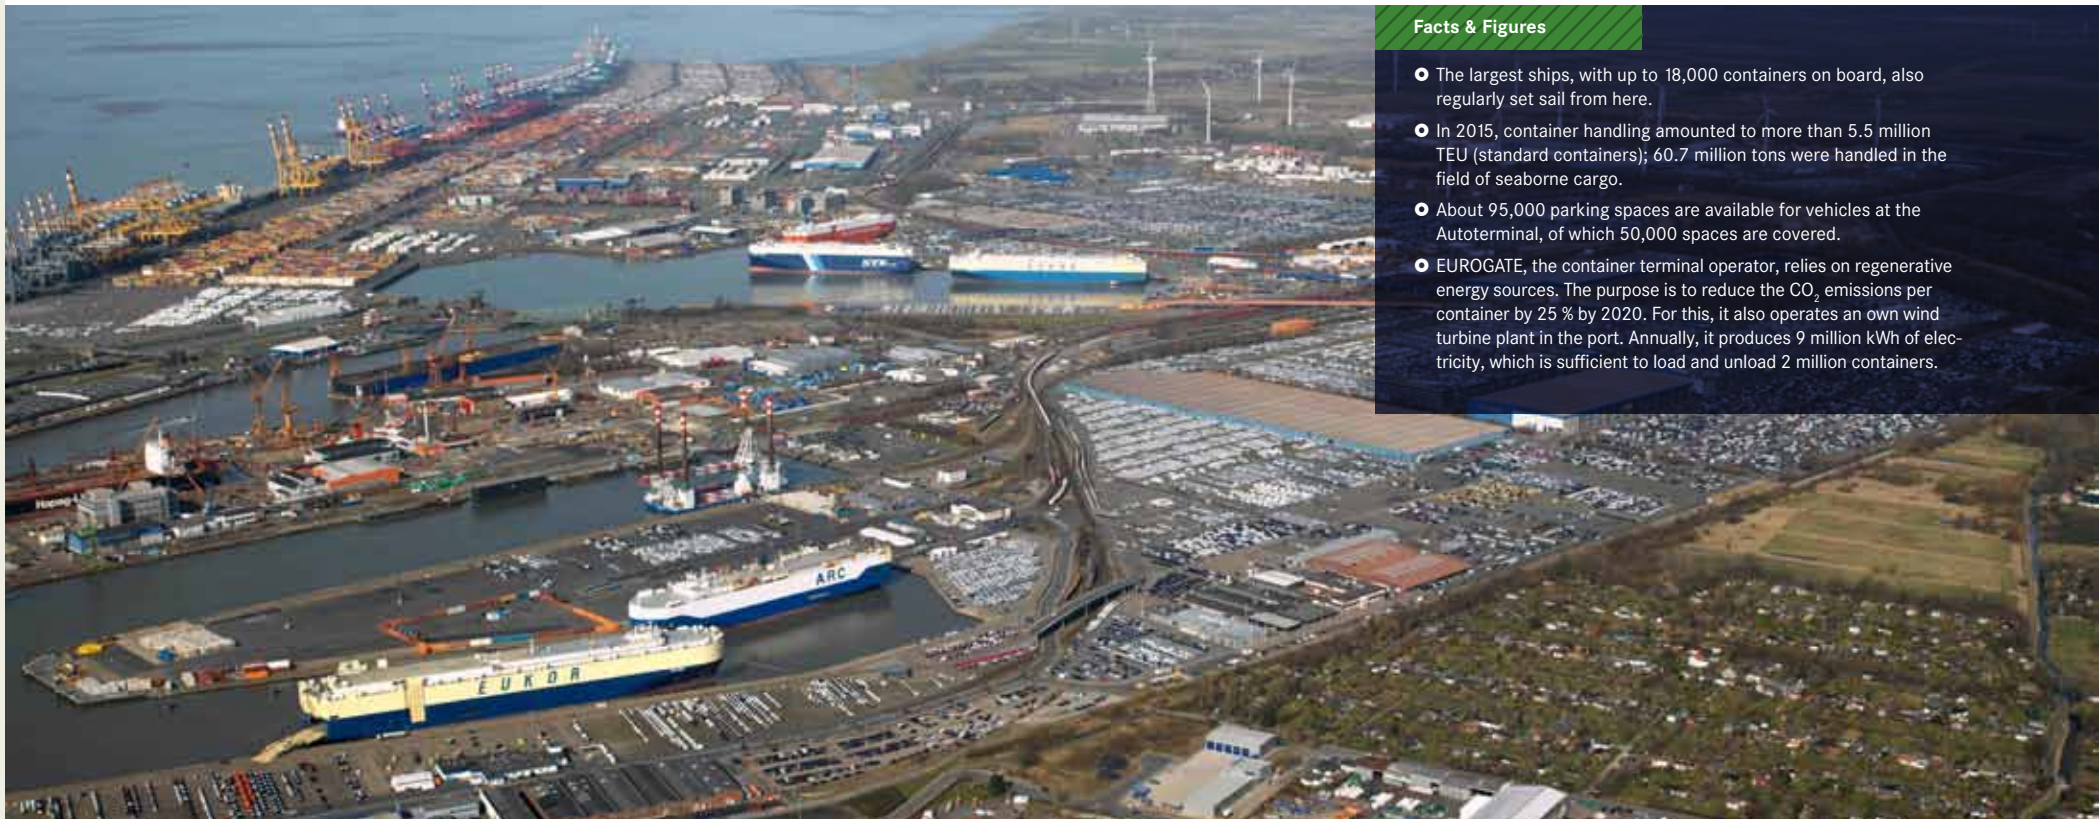 Facts & Figures
The largest ships, with up to 18,000 containers on board, also
regularly set sail from here.
In 2015, container handling amounted to more than 5.5 million
TEU (standard containers); 60.7 million tons were handled in the
field of seaborne cargo.
About 95,000 parking spaces are available for vehicles at the
Autoterminal, of which 50,000 spaces are covered.
EUROGATE, the container terminal operator, relies on regenerative
energy sources. The purpose is to reduce the CO₂ emissions per
container by 25 % by 2020. For this, it also operates an own wind
turbine plant in the port. Annually, it produces 9 million kWh of elec-
tricity, which is sufficient to load and unload 2 million containers.
ARC
EUKOR